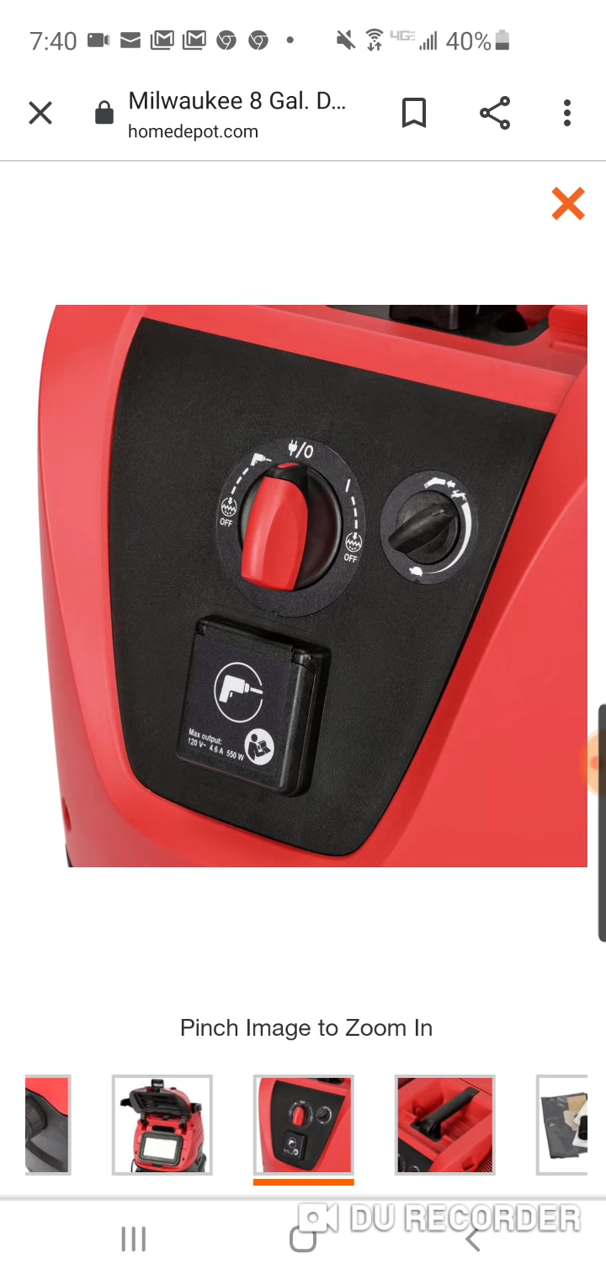 7:40
4GE
40%
Milwaukee 8 Gal. D...
homedepot.com
/O
I
OFF
OFF
Max output:
120 V~ 4.6 A 550 W
Pinch Image to Zoom In
DU RECORDER